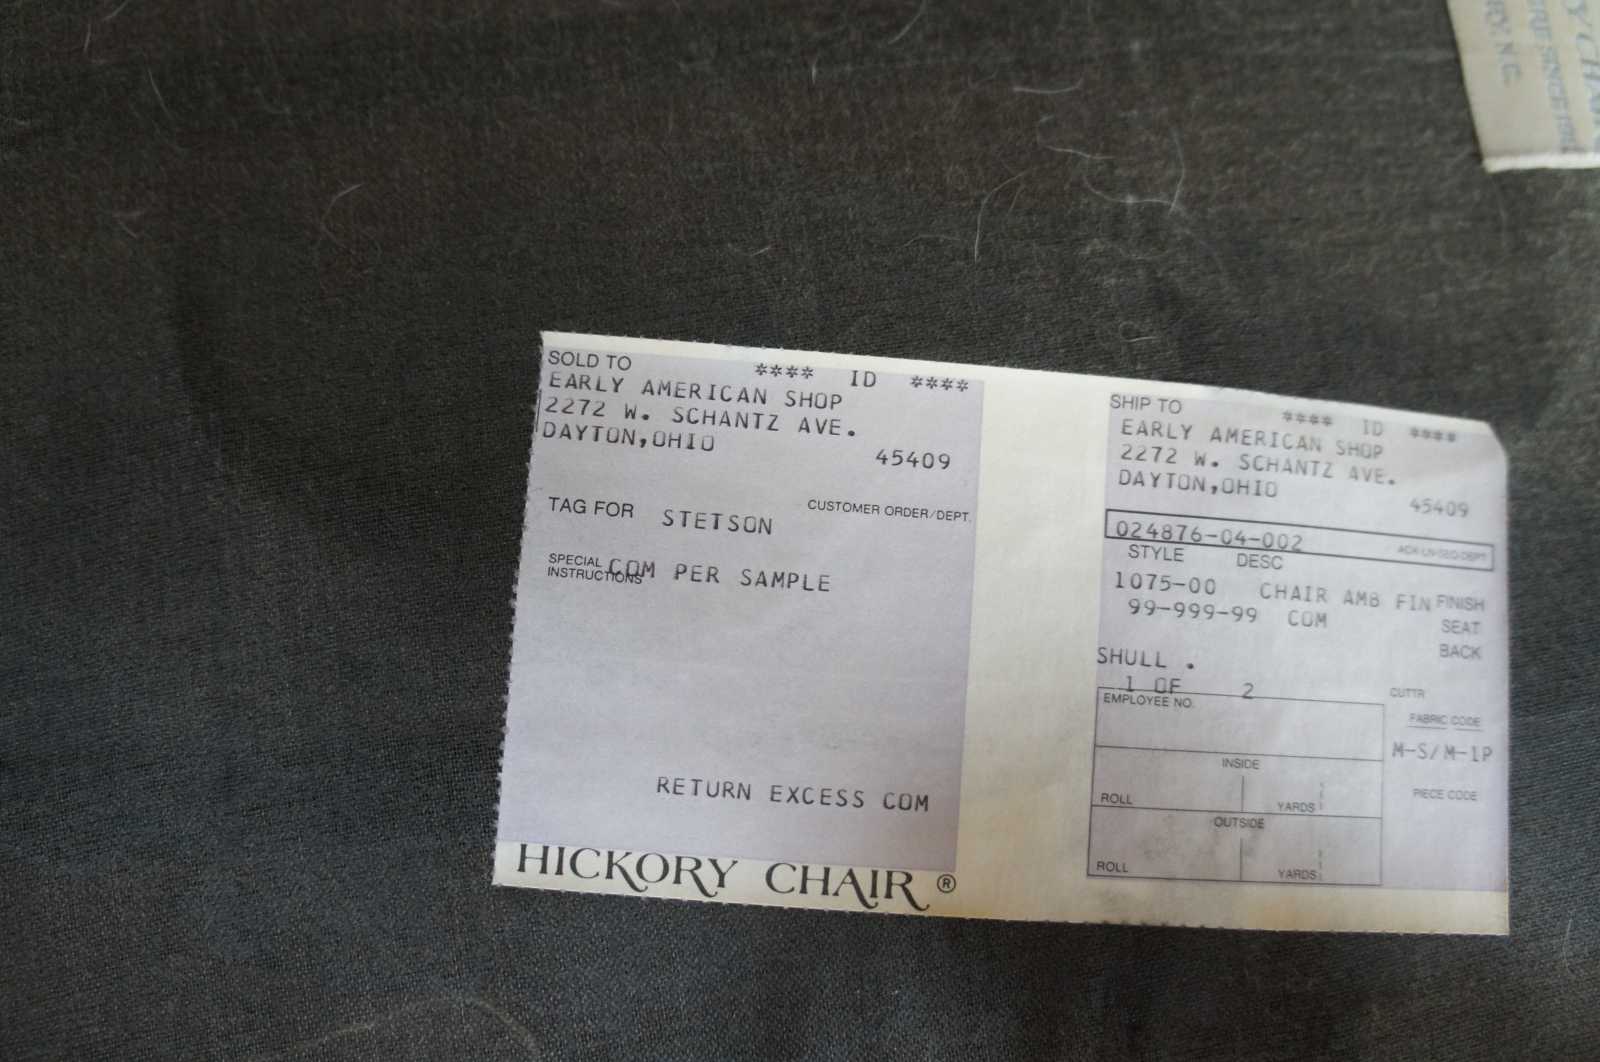 SOLD TO
**** ID ****
EARLY AMERICAN SHOP
2272 W. SCHANTZ AVE.
DAYTON,OHIO
45409
TAG FOR STETSON
CUSTOMER ORDER/DEPT.
SPECIAL INSTRUCTIONS
COM PER SAMPLE
RETURN EXCESS COM
HICKORY CHAIR ®
SHIP TO
**** ID ****
EARLY AMERICAN SHOP
2272 W. SCHANTZ AVE.
DAYTON,OHIO
45409
024876-04-002
STYLE DESC
1075-00 CHAIR AMB FIN FINISH
99-999-99 COM
SEAT
BACK
SHULL .
1 OF 2
EMPLOYEE NO.
CUTTR
FABRIC CODE
M-S/M-1P
INSIDE
ROLL YARDS
PIECE CODE
OUTSIDE
ROLL YARDS
N.C.